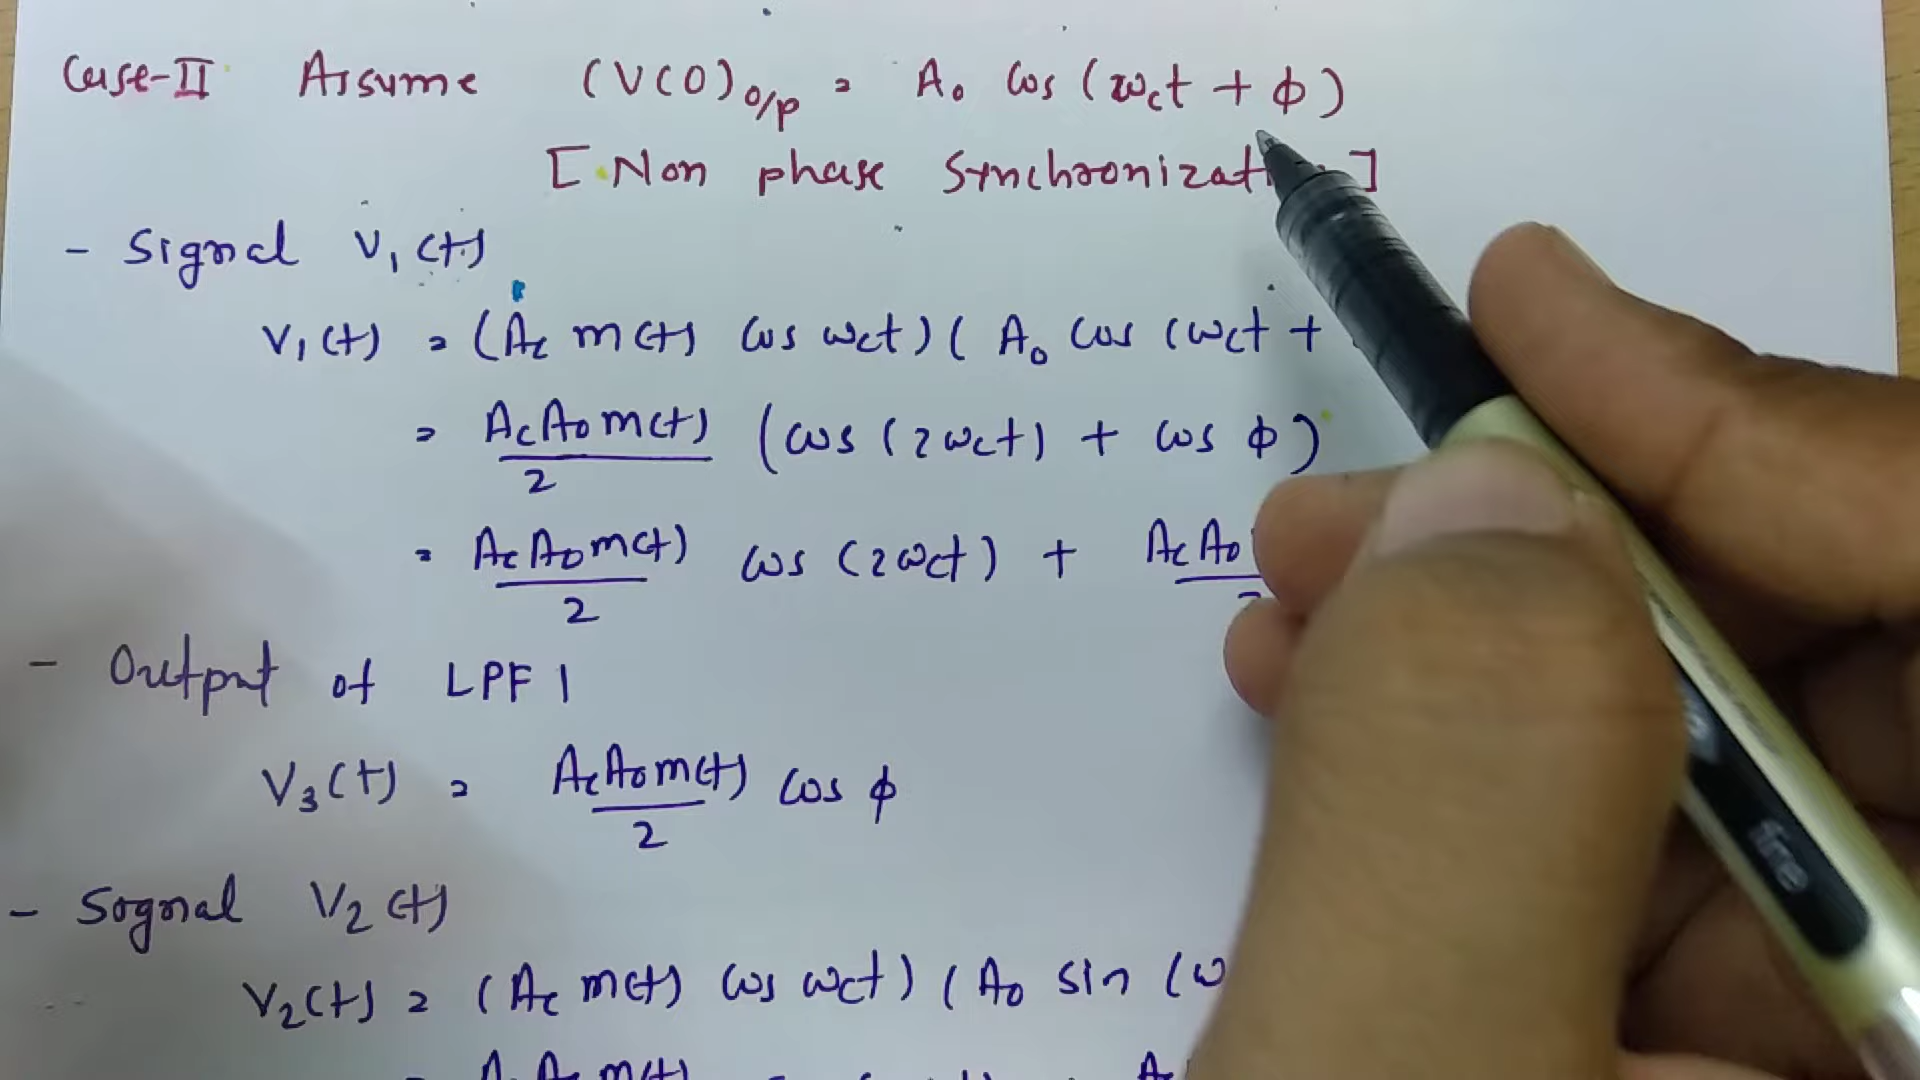 Case-II Assume (VCO)o/p = A₀ cos (ωct + ϕ)
[Non phase Synchronizat ]
- Signal V₁(t)
V₁(t) = (Ac m(t) cos ωct) ( A₀ cos (ωct +
= AcA₀m(t)/2 (cos (2ωct) + cos ϕ)
= AcA₀m(t)/2 cos (2ωct) + AcA₀
- Output of LPF 1
V₃(t) = AcA₀m(t)/2 cos ϕ
- Sognal V₂(t)
V₂(t) = (Ac m(t) cos ωct) (A₀ sin (ω